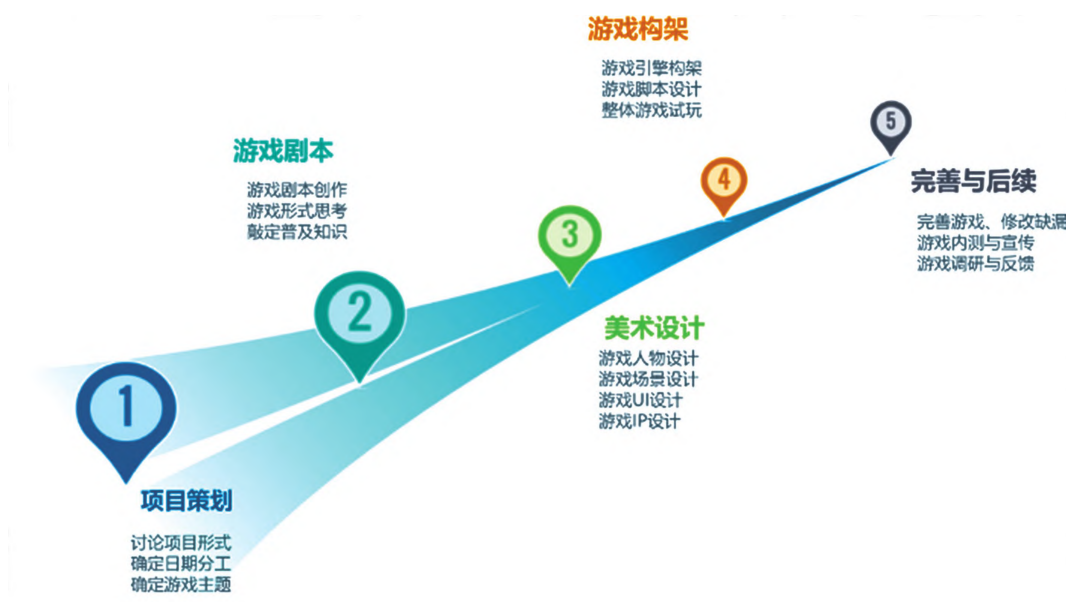 1
项目策划
讨论项目形式
确定日期分工
确定游戏主题
2
游戏剧本
游戏剧本创作
游戏形式思考
敲定普及知识
3
美术设计
游戏人物设计
游戏场景设计
游戏UI设计
游戏IP设计
4
游戏构架
游戏引擎构架
游戏脚本设计
整体游戏试玩
5
完善与后续
完善游戏、修改缺漏
游戏内测与宣传
游戏调研与反馈